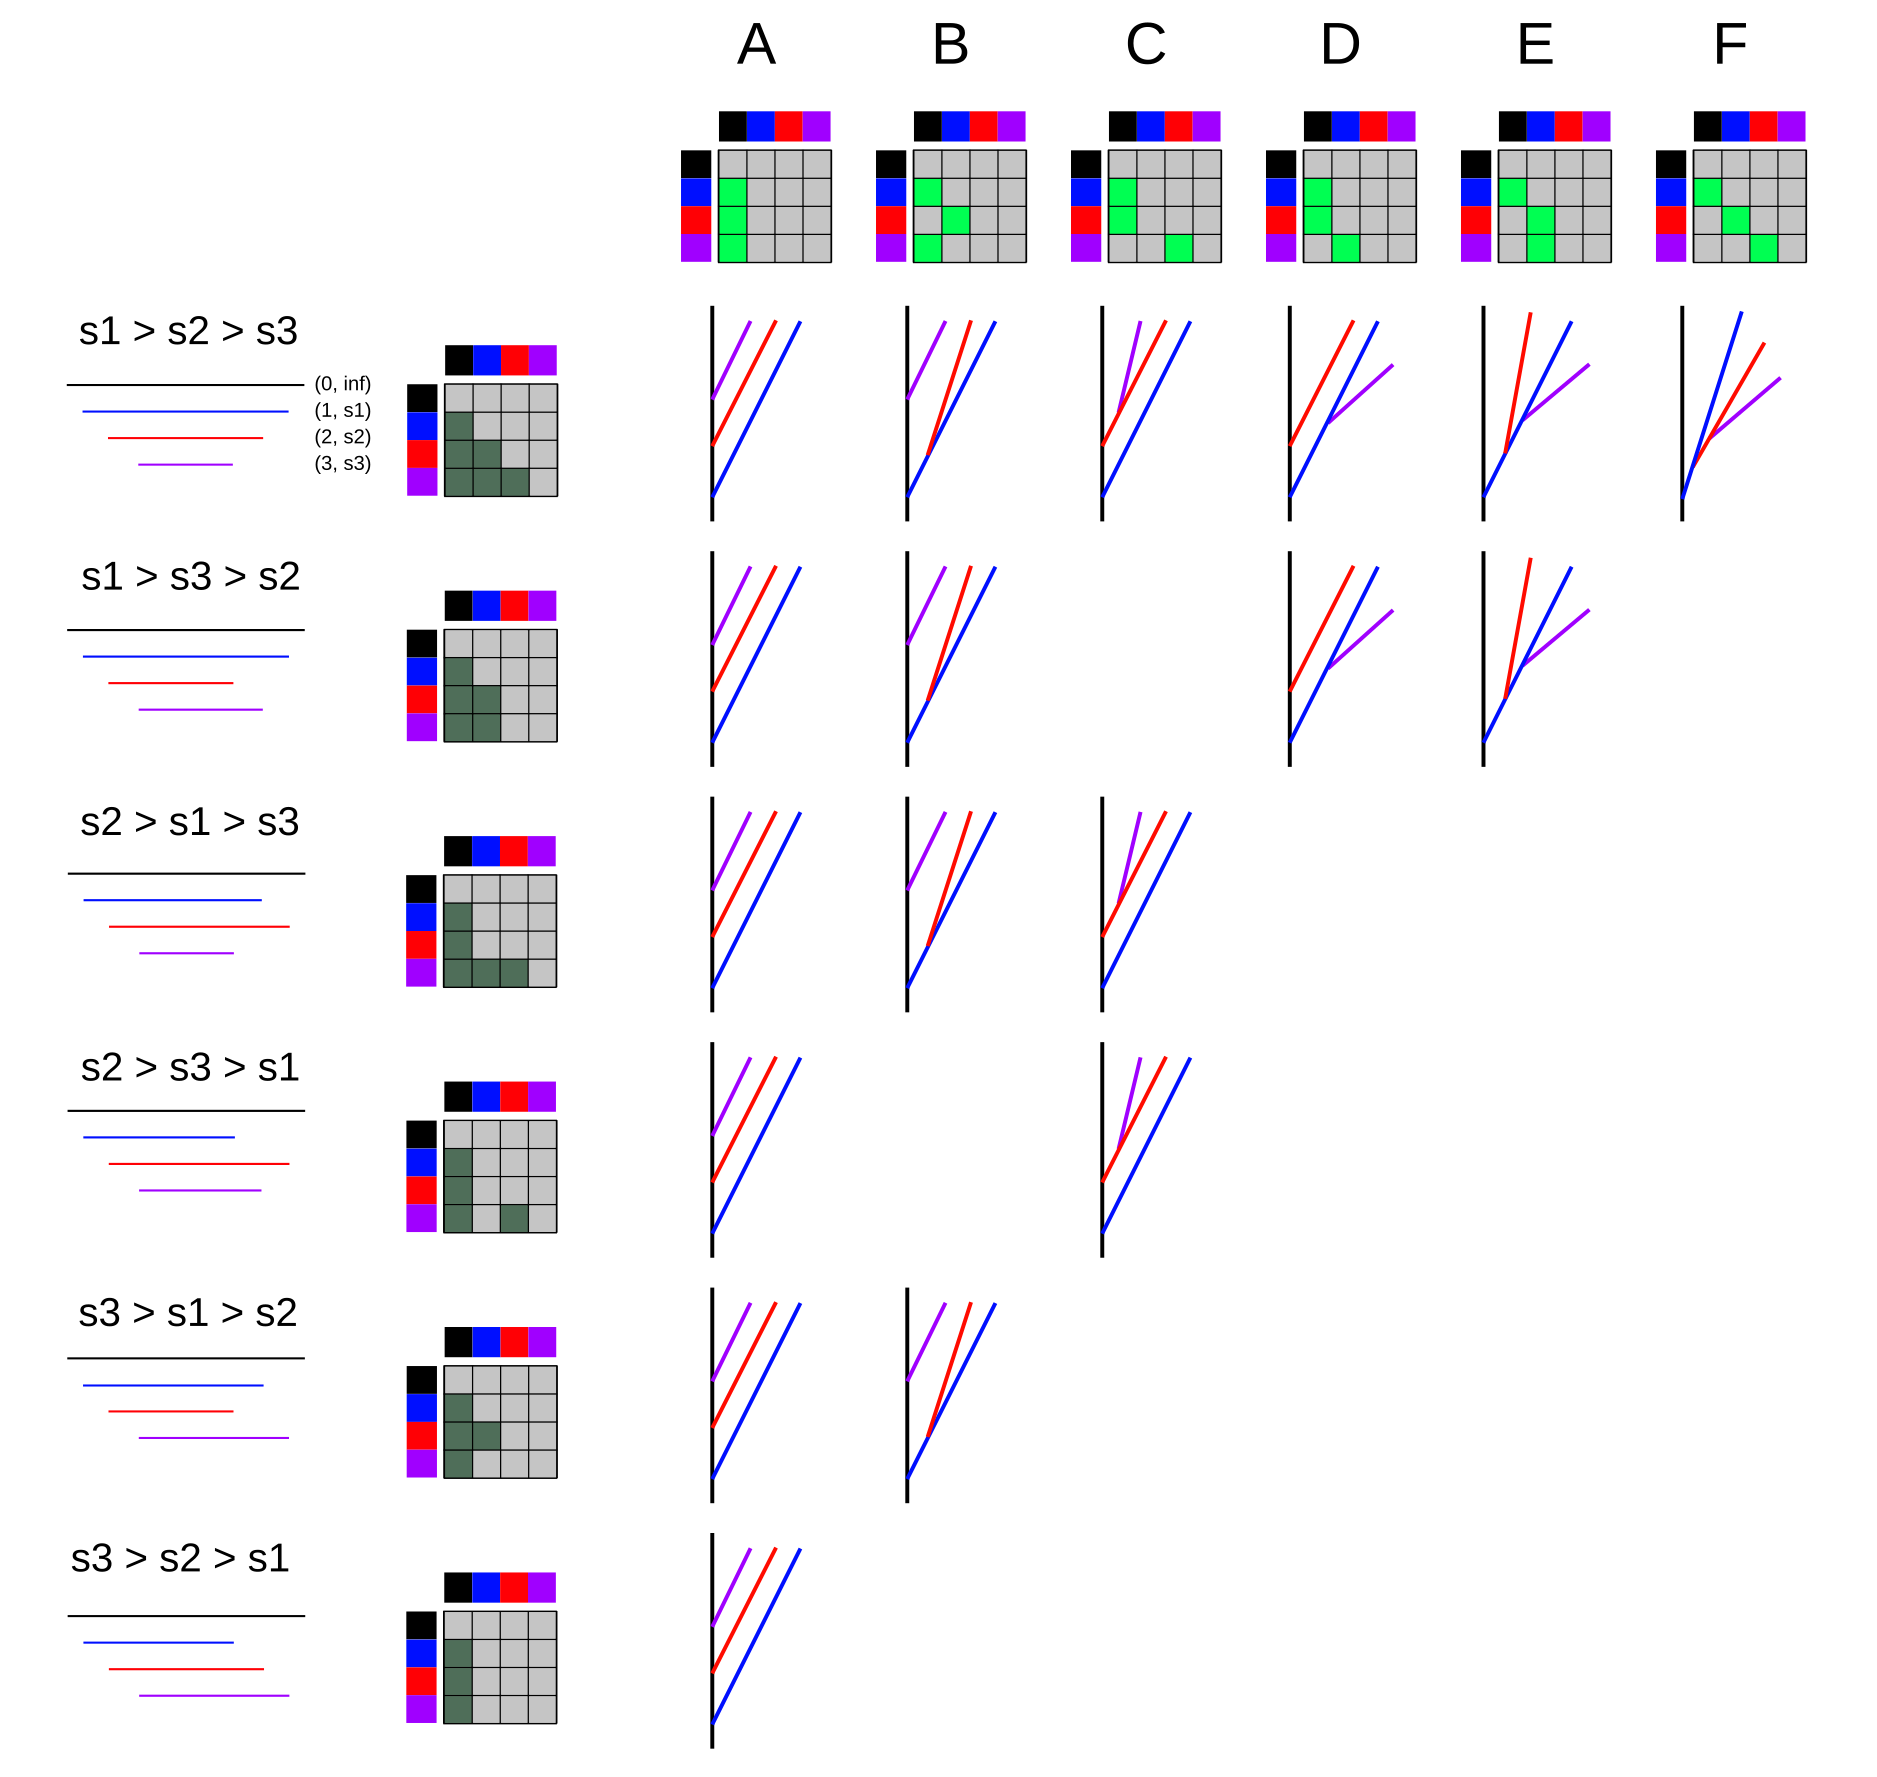 A B C D E F
s1 > s2 > s3
(0, inf)
(1, s1)
(2, s2)
(3, s3)
s1 > s3 > s2
s2 > s1 > s3
s2 > s3 > s1
s3 > s1 > s2
s3 > s2 > s1